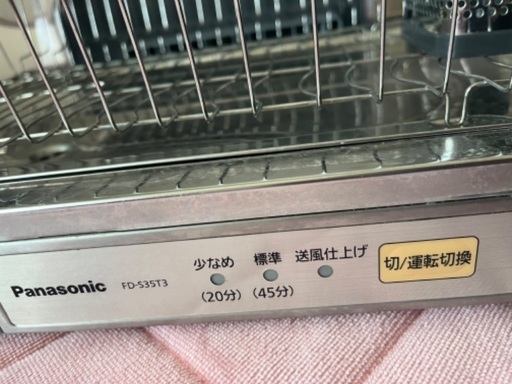 Panasonic FD-S35T3
少なめ 標準 送風仕上げ 切/運転切換
(20分) (45分)